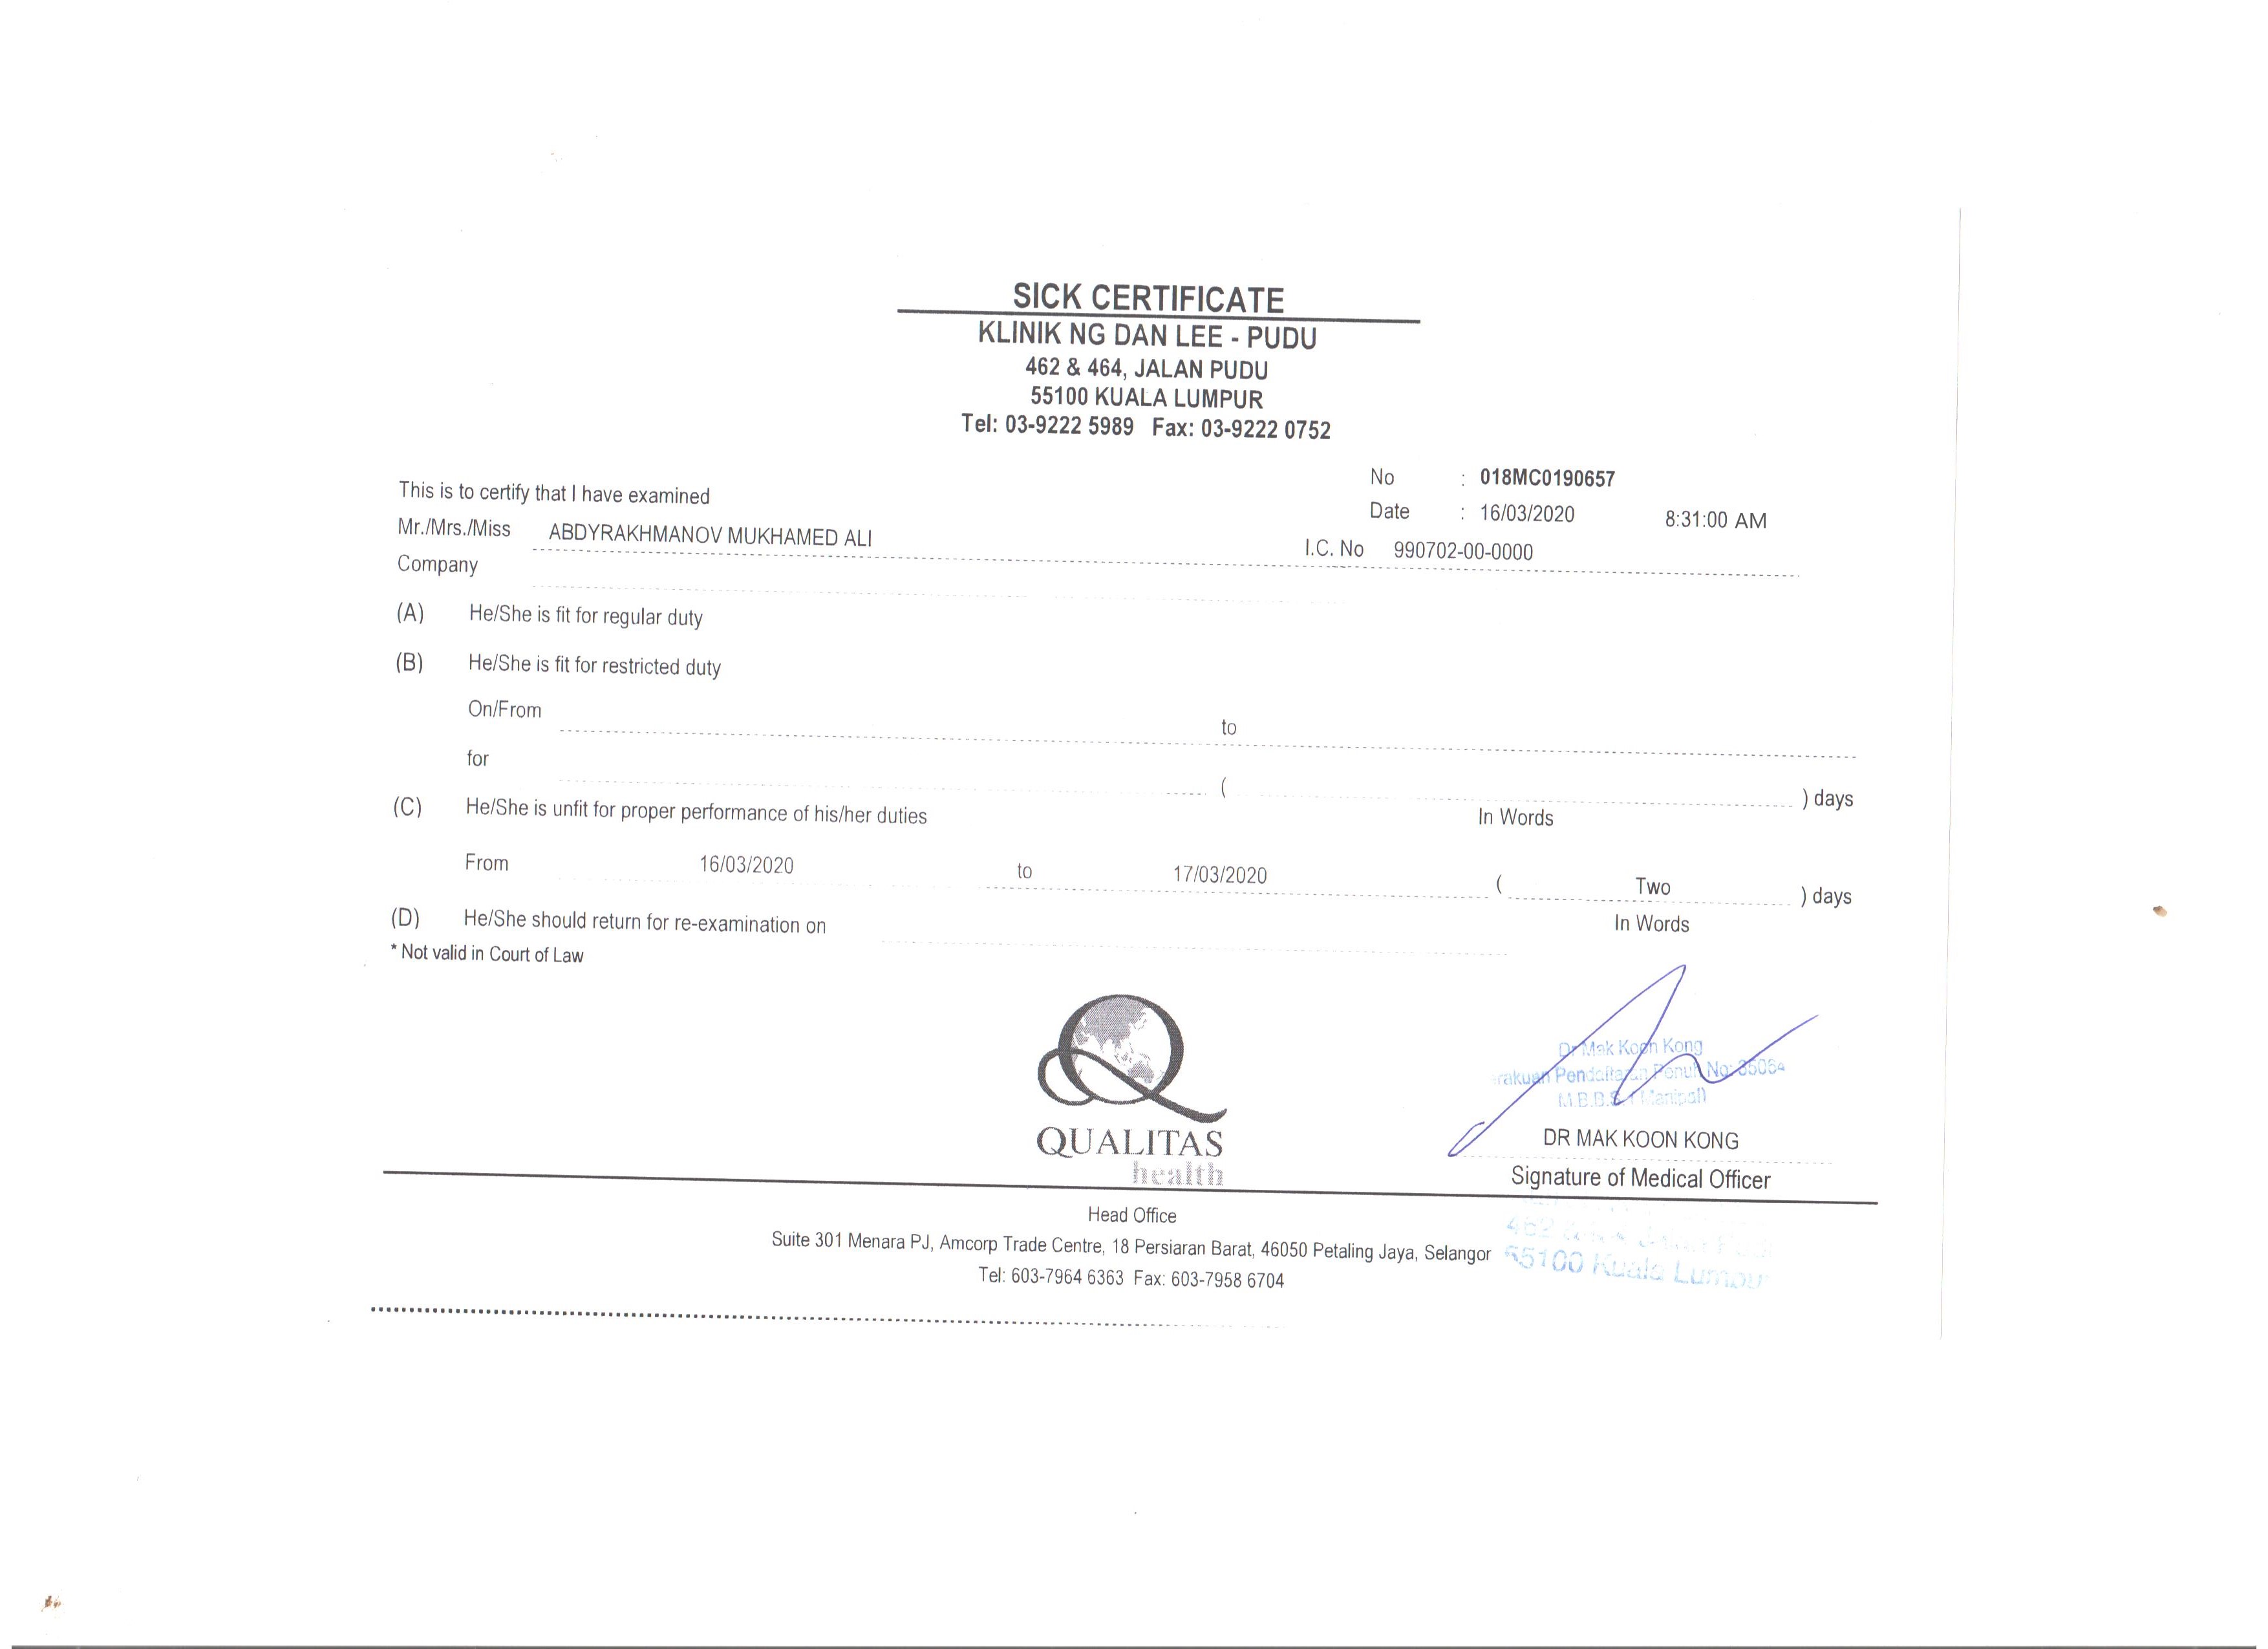 SICK CERTIFICATE
KLINIK NG DAN LEE - PUDU
462 & 464, JALAN PUDU
55100 KUALA LUMPUR
Tel: 03-9222 5989 Fax: 03-9222 0752
No : 018MC0190657
This is to certify that I have examined
Date : 16/03/2020 8:31:00 AM
Mr./Mrs./Miss ABDYRAKHMANOV MUKHAMED ALI
I.C. No 990702-00-0000
Company
(A) He/She is fit for regular duty
(B) He/She is fit for restricted duty
On/From to
for ( ) days
In Words
(C) He/She is unfit for proper performance of his/her duties
From 16/03/2020 to 17/03/2020 ( Two ) days
In Words
(D) He/She should return for re-examination on
* Not valid in Court of Law
Dr Mak Koon Kong
Pendaftaran Penuh No: 35064
M.B.B.S (Manipal)
QUALITAS
health
DR MAK KOON KONG
Signature of Medical Officer
Head Office
Suite 301 Menara PJ, Amcorp Trade Centre, 18 Persiaran Barat, 46050 Petaling Jaya, Selangor
Tel: 603-7964 6363 Fax: 603-7958 6704
462
55100 Kuala Lumpur